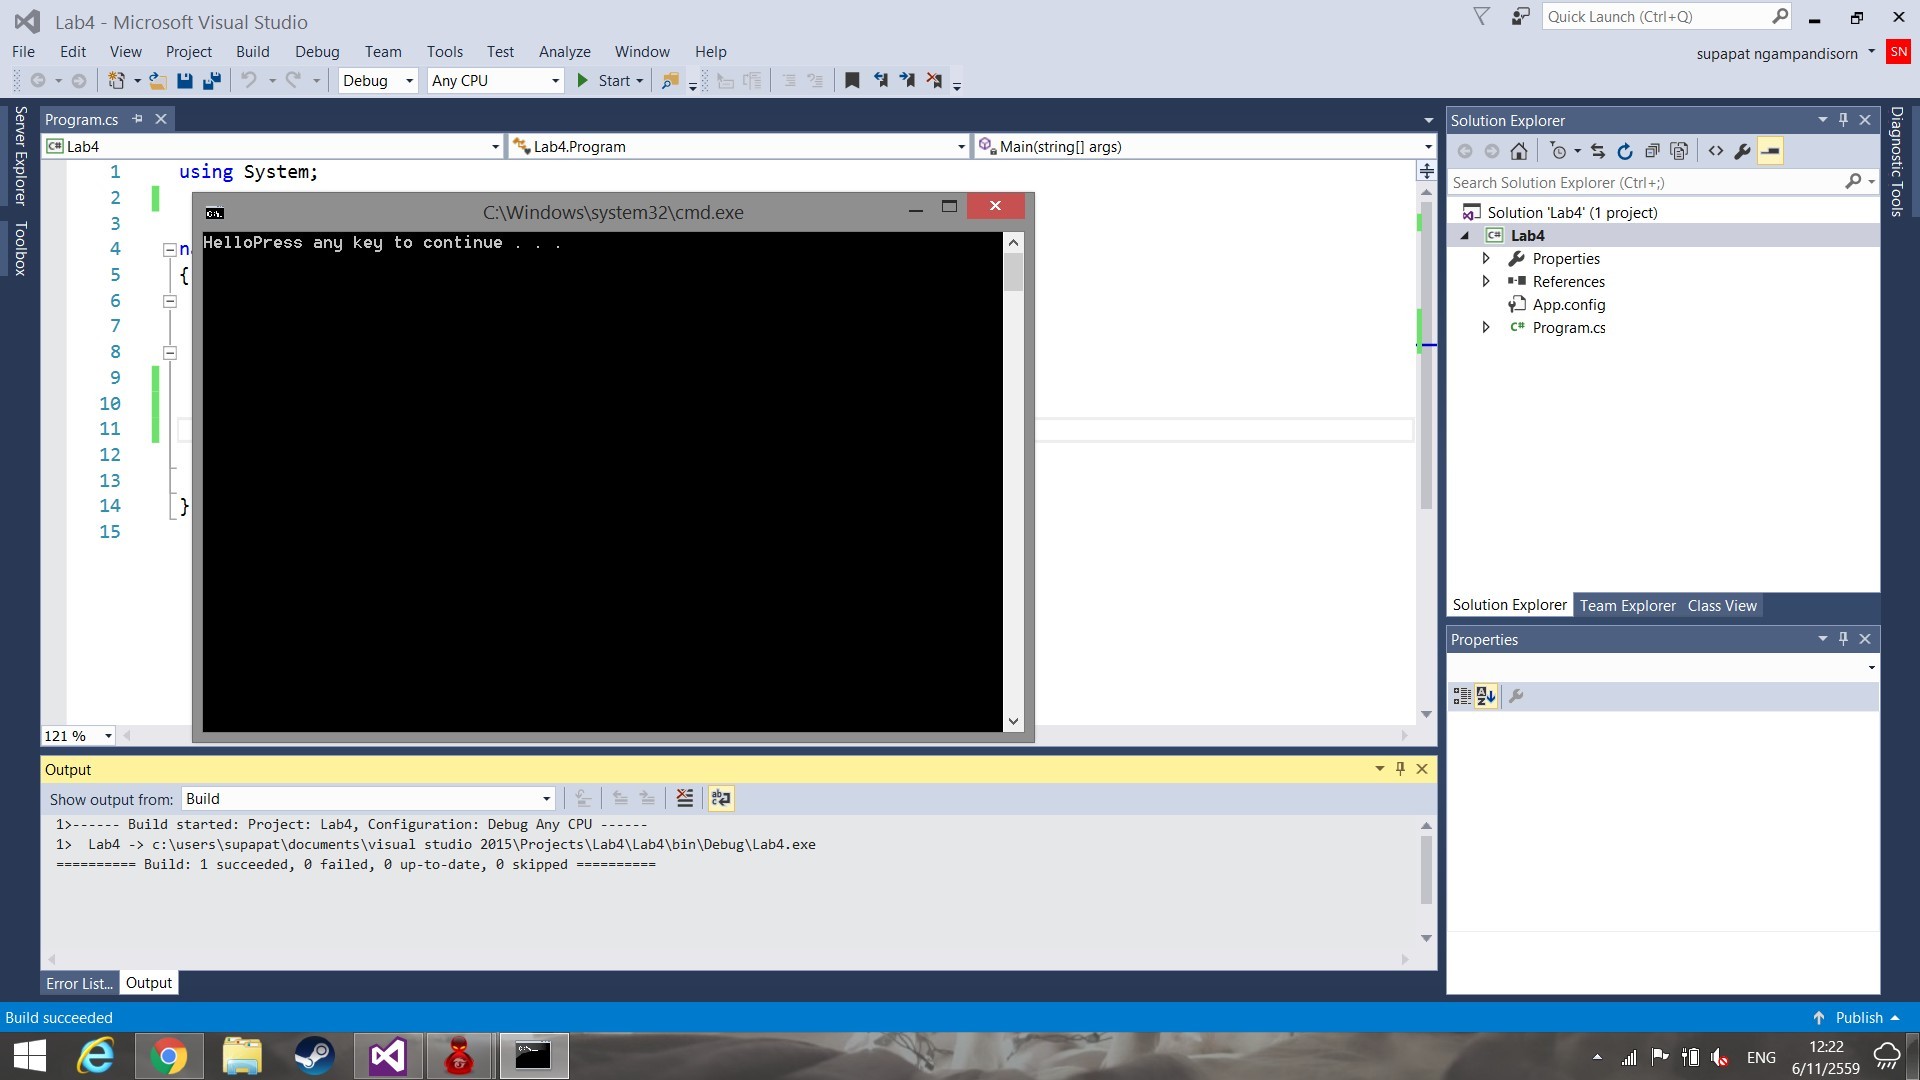 Lab4 - Microsoft Visual Studio
Quick Launch (Ctrl+Q)
File Edit View Project Build Debug Team Tools Test Analyze Window Help
supapat ngampandisorn SN
Debug Any CPU Start
Server Explorer
Toolbox
Program.cs
C# Lab4 Lab4.Program Main(string[] args)
1 using System;
2
3
4
5 {
6
7
8
9
10
11
12
13
14 }
15
C:\Windows\system32\cmd.exe
HelloPress any key to continue . . .
121 %
Output
Show output from: Build
1>------ Build started: Project: Lab4, Configuration: Debug Any CPU ------
1>  Lab4 -> c:\users\supapat\documents\visual studio 2015\Projects\Lab4\Lab4\bin\Debug\Lab4.exe
========== Build: 1 succeeded, 0 failed, 0 up-to-date, 0 skipped ==========
Error List... Output
Solution Explorer
Search Solution Explorer (Ctrl+;)
Solution 'Lab4' (1 project)
C# Lab4
Properties
References
App.config
C# Program.cs
Solution Explorer Team Explorer Class View
Properties
Diagnostic Tools
Build succeeded
Publish
ENG
12:22
6/11/2559